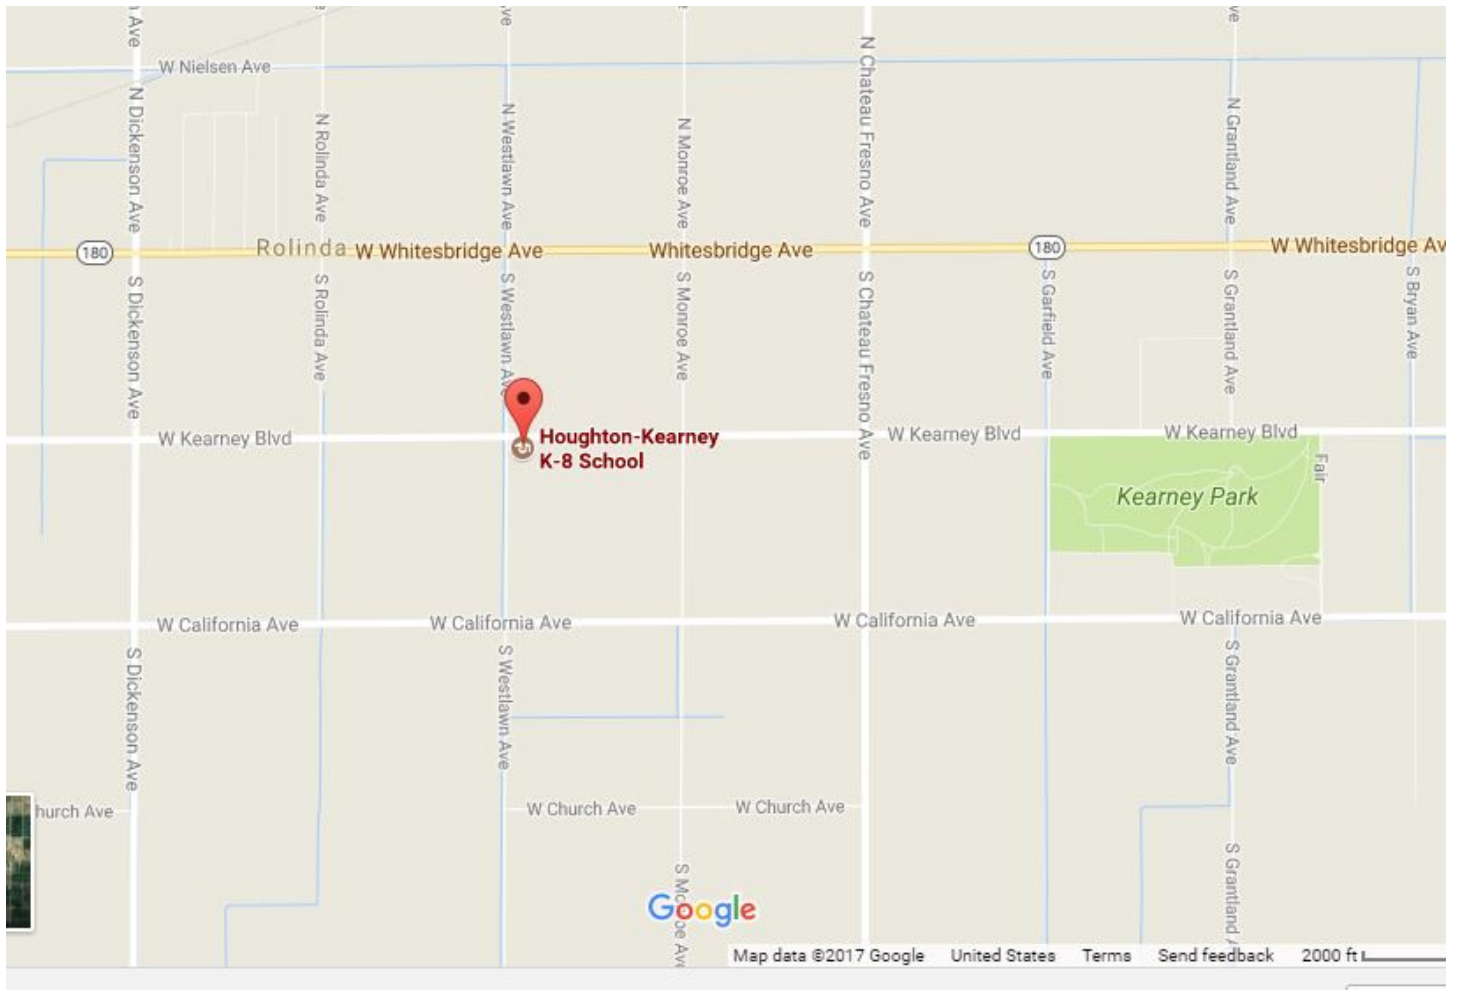 Ave
ve
ve
W Nielsen Ave
N Dickenson Ave
N Rolinda Ave
N Westlawn Ave
N Monroe Ave
N Chateau Fresno Ave
N Grantland Ave
180
Rolinda
W Whitesbridge Ave
Whitesbridge Ave
180
W Whitesbridge Av
S Dickenson Ave
S Rolinda Ave
S Westlawn Av
S Monroe Ave
S Chateau Fresno Ave
S Garfield Ave
S Grantland Ave
S Bryan Ave
W Kearney Blvd
Houghton-Kearney
K-8 School
W Kearney Blvd
W Kearney Blvd
Fair
Kearney Park
W California Ave
W California Ave
W California Ave
W California Ave
S Dickenson Ave
S Westlawn Ave
S Grantland Ave
hurch Ave
W Church Ave
W Church Ave
S Grantland
Google
Map data ©2017 Google United States Terms Send feedback 2000 ft